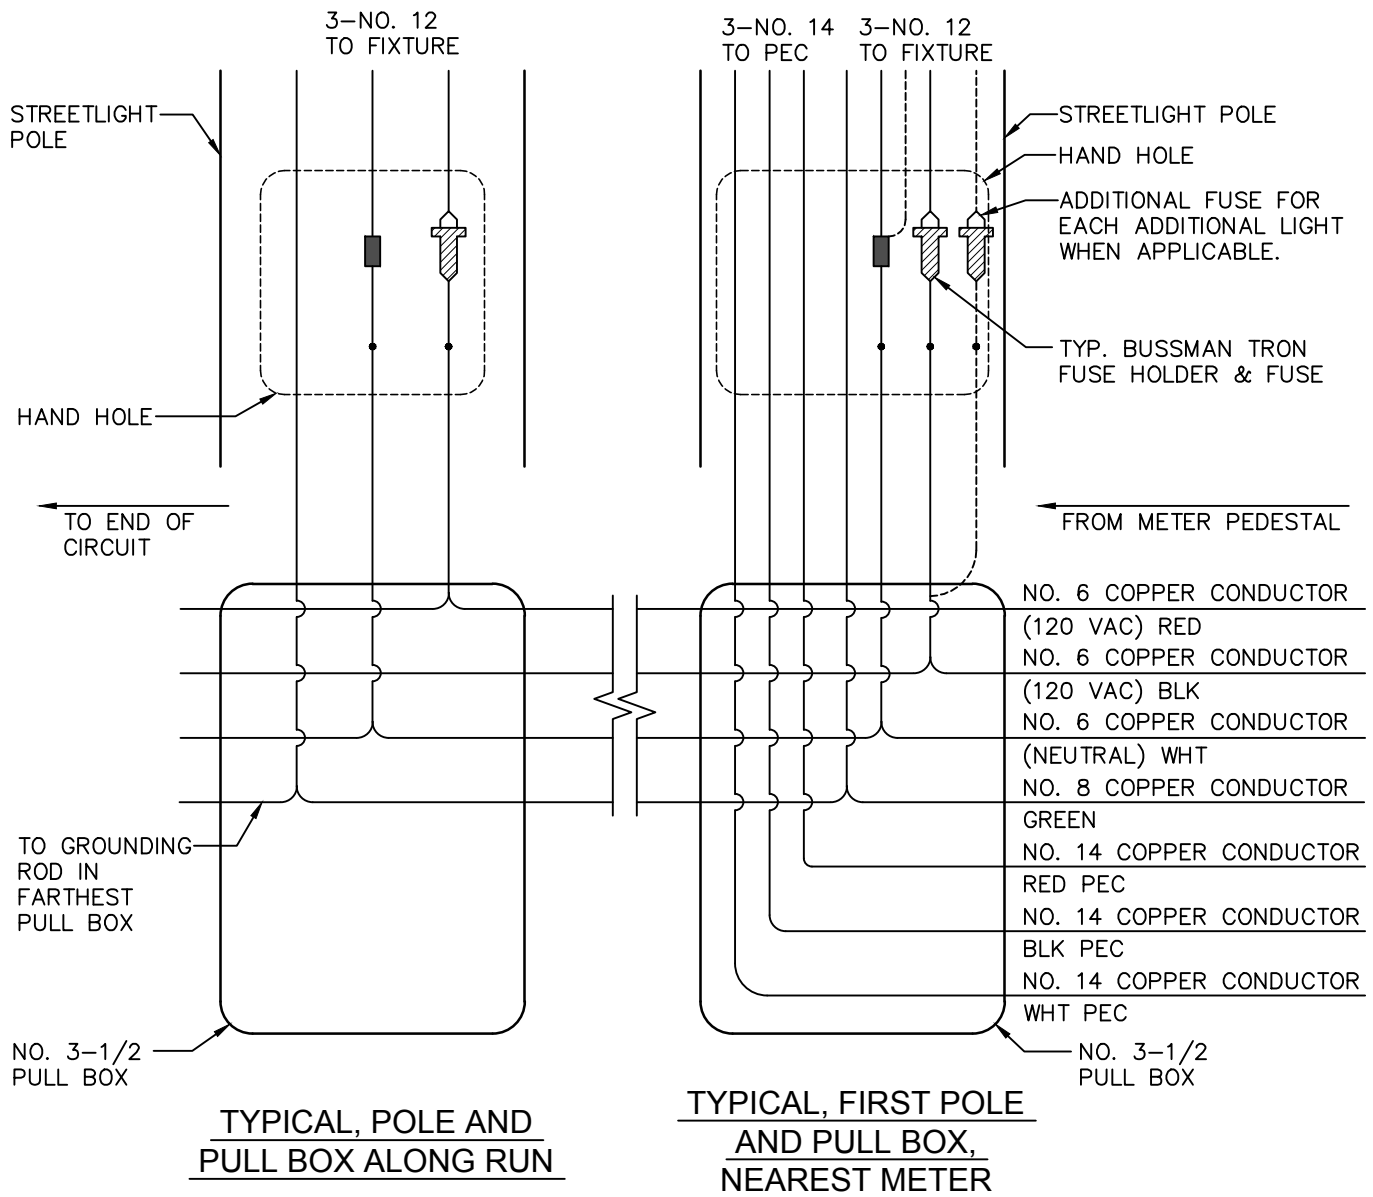 3-NO. 12
TO FIXTURE
3-NO. 14
TO PEC
3-NO. 12
TO FIXTURE
STREETLIGHT
POLE
STREETLIGHT POLE
HAND HOLE
ADDITIONAL FUSE FOR
EACH ADDITIONAL LIGHT
WHEN APPLICABLE.
TYP. BUSSMAN TRON
FUSE HOLDER & FUSE
HAND HOLE
TO END OF
CIRCUIT
FROM METER PEDESTAL
NO. 6 COPPER CONDUCTOR
(120 VAC) RED
NO. 6 COPPER CONDUCTOR
(120 VAC) BLK
NO. 6 COPPER CONDUCTOR
(NEUTRAL) WHT
NO. 8 COPPER CONDUCTOR
GREEN
NO. 14 COPPER CONDUCTOR
RED PEC
NO. 14 COPPER CONDUCTOR
BLK PEC
NO. 14 COPPER CONDUCTOR
WHT PEC
TO GROUNDING
ROD IN
FARTHEST
PULL BOX
NO. 3-1/2
PULL BOX
NO. 3-1/2
PULL BOX
TYPICAL, POLE AND
PULL BOX ALONG RUN
TYPICAL, FIRST POLE
AND PULL BOX,
NEAREST METER